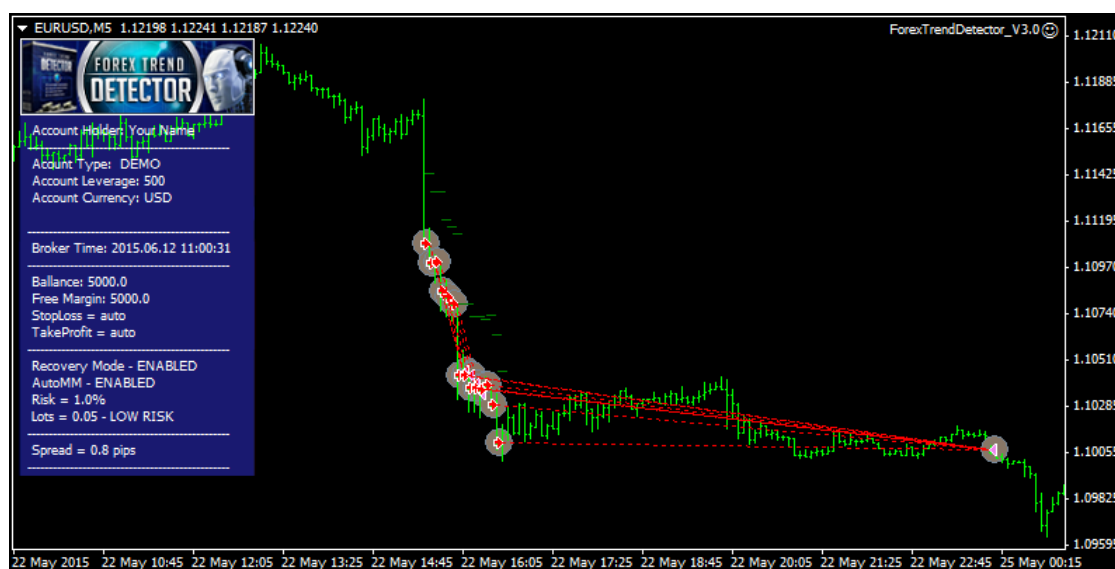 EURUSD,M5 1.12198 1.12241 1.12187 1.12240
ForexTrendDetector_V3.0
DETECTOR
FOREX TREND
DETECTOR
Account Holder: Your Name
Acount Type: DEMO
Account Leverage: 500
Account Currency: USD
Broker Time: 2015.06.12 11:00:31
Ballance: 5000.0
Free Margin: 5000.0
StopLoss = auto
TakeProfit = auto
Recovery Mode - ENABLED
AutoMM - ENABLED
Risk = 1.0%
Lots = 0.05 - LOW RISK
Spread = 0.8 pips
1.12110
1.11885
1.11655
1.11425
1.11200
1.10970
1.10740
1.10510
1.10285
1.10055
1.09825
1.09595
22 May 2015 22 May 10:45 22 May 12:05 22 May 13:25 22 May 14:45 22 May 16:05 22 May 17:25 22 May 18:45 22 May 20:05 22 May 21:25 22 May 22:45 25 May 00:15